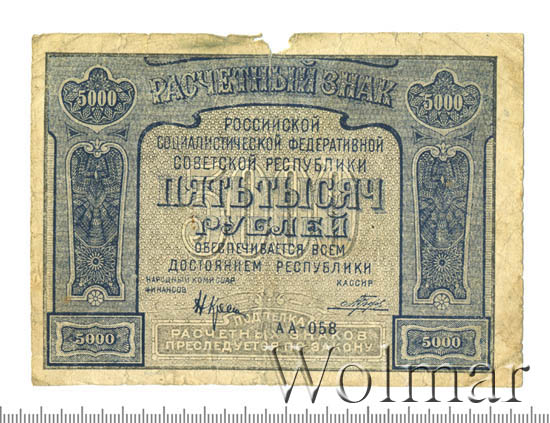 РАСЧЕТНЫЙ ЗНАК
5000 5000
РОССИЙСКОЙ
СОЦИАЛИСТИЧЕСКОЙ ФЕДЕРАТИВНОЙ
СОВЕТСКОЙ РЕСПУБЛИКИ
ПЯТЬ ТЫСЯЧ
РУБЛЕЙ
ОБЕСПЕЧИВАЕТСЯ ВСЕМ
ДОСТОЯНИЕМ РЕСПУБЛИКИ
НАРОДНЫЙ КОМИССАР
ФИНАНСОВ
КАССИР
ПОДДЕЛКА
АА-058
РАСЧЕТНЫХ ЗНАКОВ
ПРЕСЛЕДУЕТСЯ ПО ЗАКОНУ
5000 5000
Wolmar